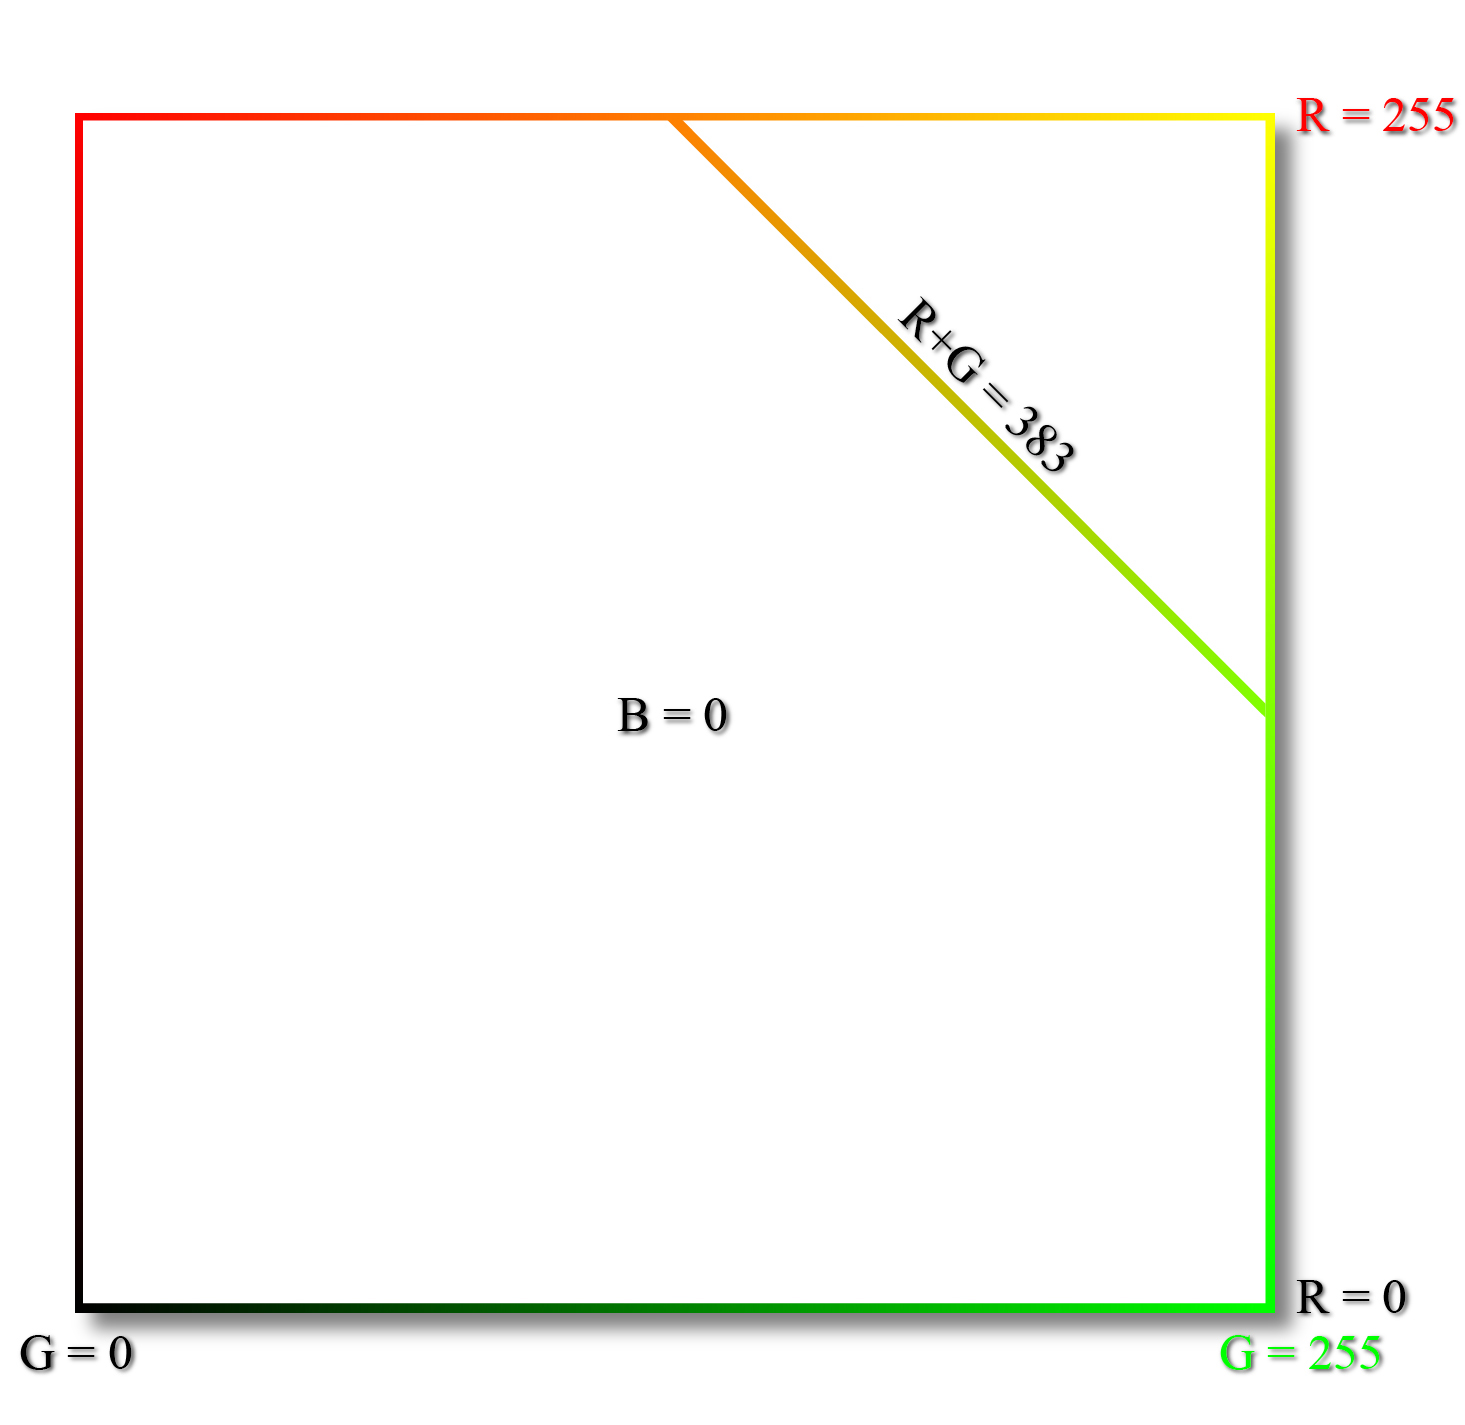 R = 255
R+G = 383
B = 0
R = 0
G = 0
G = 255